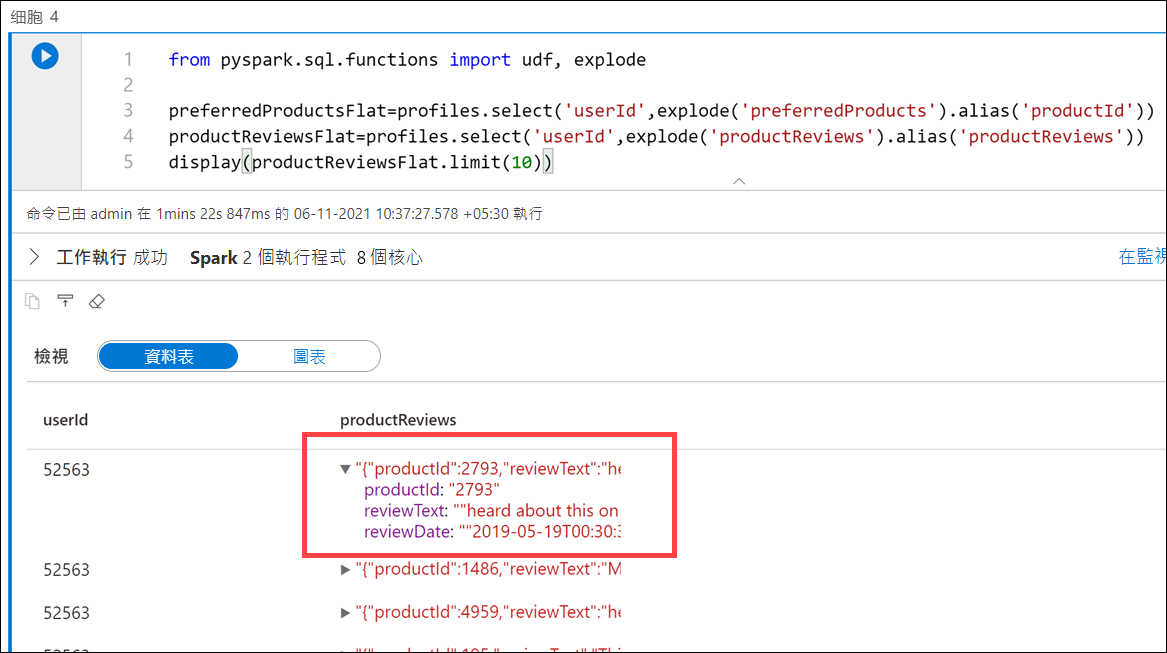 细胞 4
1 from pyspark.sql.functions import udf, explode
2
3 preferredProductsFlat=profiles.select('userId',explode('preferredProducts').alias('productId'))
4 productReviewsFlat=profiles.select('userId',explode('productReviews').alias('productReviews'))
5 display(productReviewsFlat.limit(10))
命令已由 admin 在 1mins 22s 847ms 的 06-11-2021 10:37:27.578 +05:30 執行
工作執行 成功 Spark 2 個執行程式 8 個核心 在監視
檢視 資料表 圖表
userId productReviews
52563 "{"productId":2793,"reviewText":"he
productId: "2793"
reviewText: ""heard about this on
reviewDate: ""2019-05-19T00:30:3
52563 "{"productId":1486,"reviewText":"M
52563 "{"productId":4959,"reviewText":"he